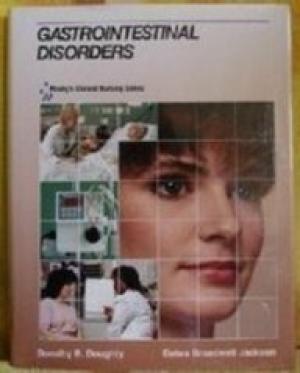 GASTROINTESTINAL
DISORDERS
Mosby's Clinical Nursing Series
Dorothy B. Doughty
Debra Broadwell Jackson